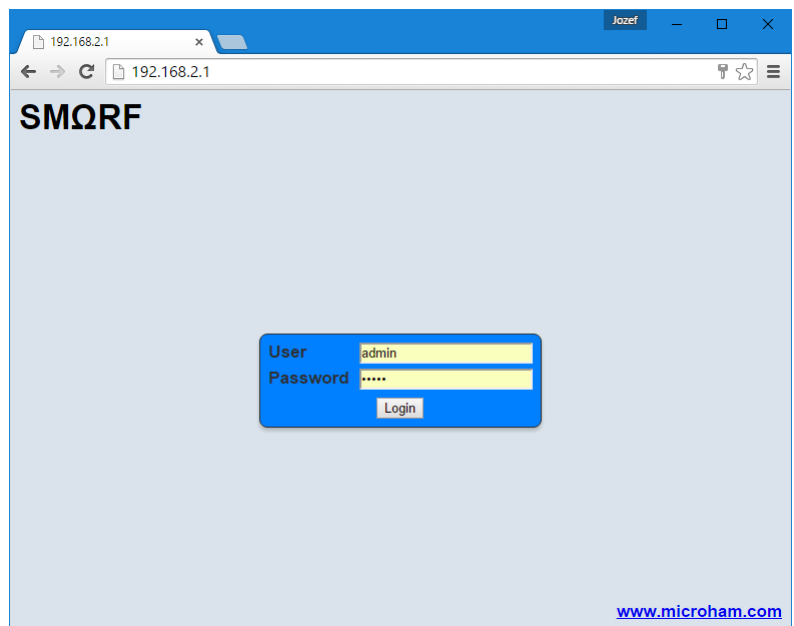 Jozef
192.168.2.1
192.168.2.1
SMΩRF
User admin
Password •••••
Login
www.microham.com